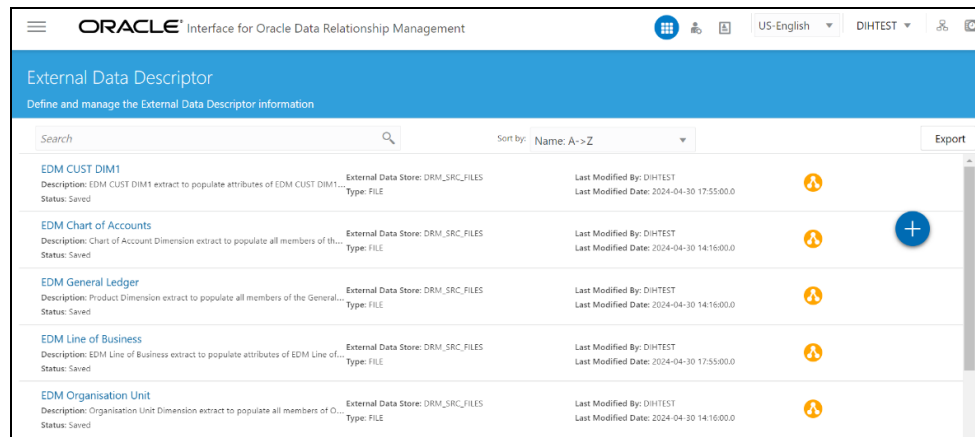 ORACLE® Interface for Oracle Data Relationship Management
US-English
DIHTEST
External Data Descriptor
Define and manage the External Data Descriptor information
Search
Sort by: Name: A->Z
Export
EDM CUST DIM1
Description: EDM CUST DIM1 extract to populate attributes of EDM CUST DIM1...
Status: Saved
External Data Store: DRM_SRC_FILES
Type: FILE
Last Modified By: DIHTEST
Last Modified Date: 2024-04-30 17:55:00.0
EDM Chart of Accounts
Description: Chart of Account Dimension extract to populate all members of th...
Status: Saved
External Data Store: DRM_SRC_FILES
Type: FILE
Last Modified By: DIHTEST
Last Modified Date: 2024-04-30 14:16:00.0
EDM General Ledger
Description: Product Dimension extract to populate all members of the General...
Status: Saved
External Data Store: DRM_SRC_FILES
Type: FILE
Last Modified By: DIHTEST
Last Modified Date: 2024-04-30 14:16:00.0
EDM Line of Business
Description: EDM Line of Business extract to populate attributes of EDM Line of...
Status: Saved
External Data Store: DRM_SRC_FILES
Type: FILE
Last Modified By: DIHTEST
Last Modified Date: 2024-04-30 17:55:00.0
EDM Organisation Unit
Description: Organisation Unit Dimension extract to populate all members of O...
Status: Saved
External Data Store: DRM_SRC_FILES
Type: FILE
Last Modified By: DIHTEST
Last Modified Date: 2024-04-30 14:16:00.0